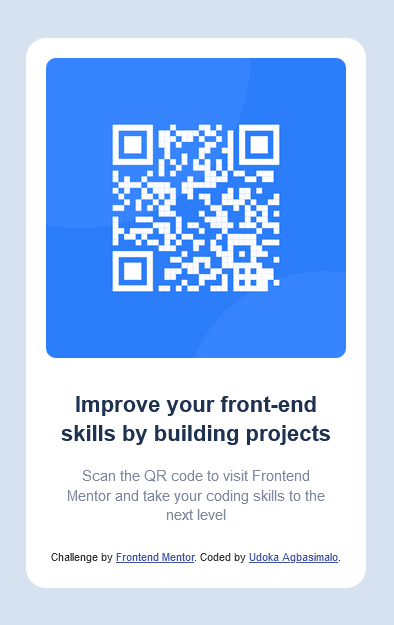 Improve your front-end
skills by building projects
Scan the QR code to visit Frontend
Mentor and take your coding skills to the
next level
Challenge by Frontend Mentor. Coded by Udoka Agbasimalo.